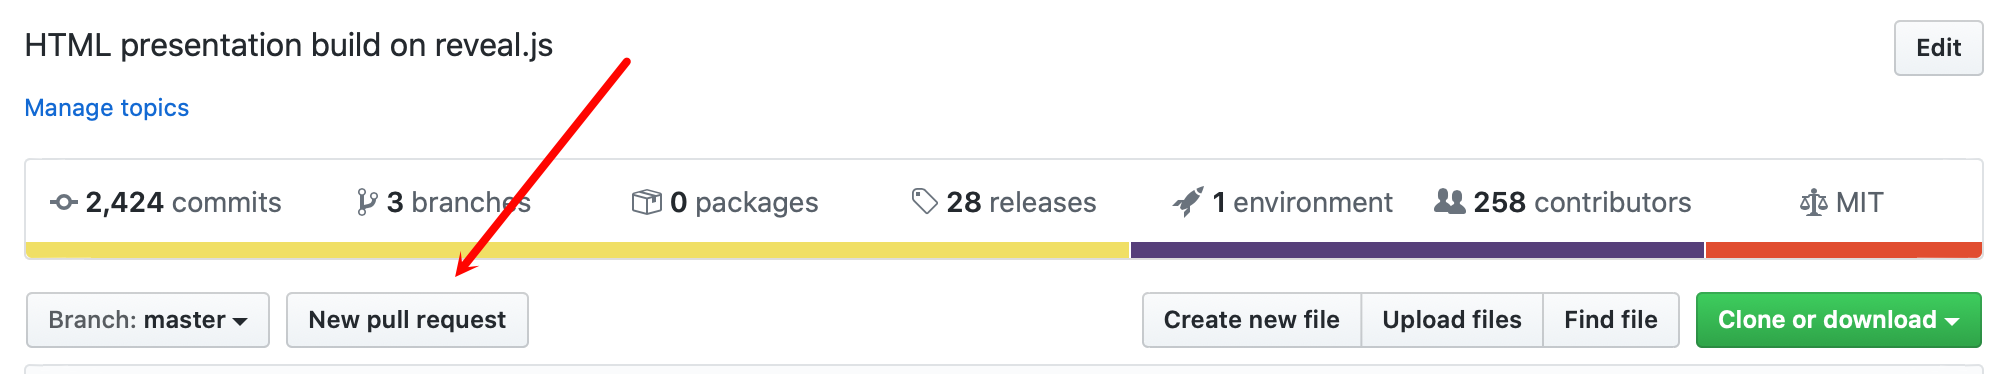 HTML presentation build on reveal.js
Edit
Manage topics
2,424 commits 3 branches 0 packages 28 releases 1 environment 258 contributors MIT
Branch: master New pull request Create new file Upload files Find file Clone or download